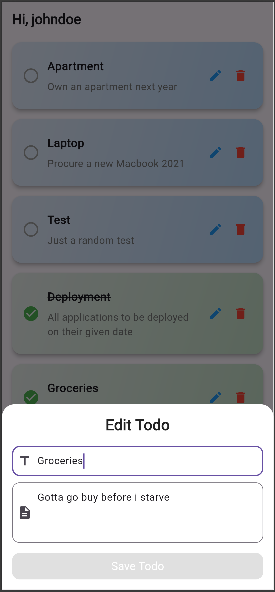 Hi, johndoe
Apartment
Own an apartment next year
Laptop
Procure a new Macbook 2021
Test
Just a random test
Deployment
All applications to be deployed
on their given date
Groceries
Edit Todo
Groceries
Gotta go buy before i starve
Save Todo